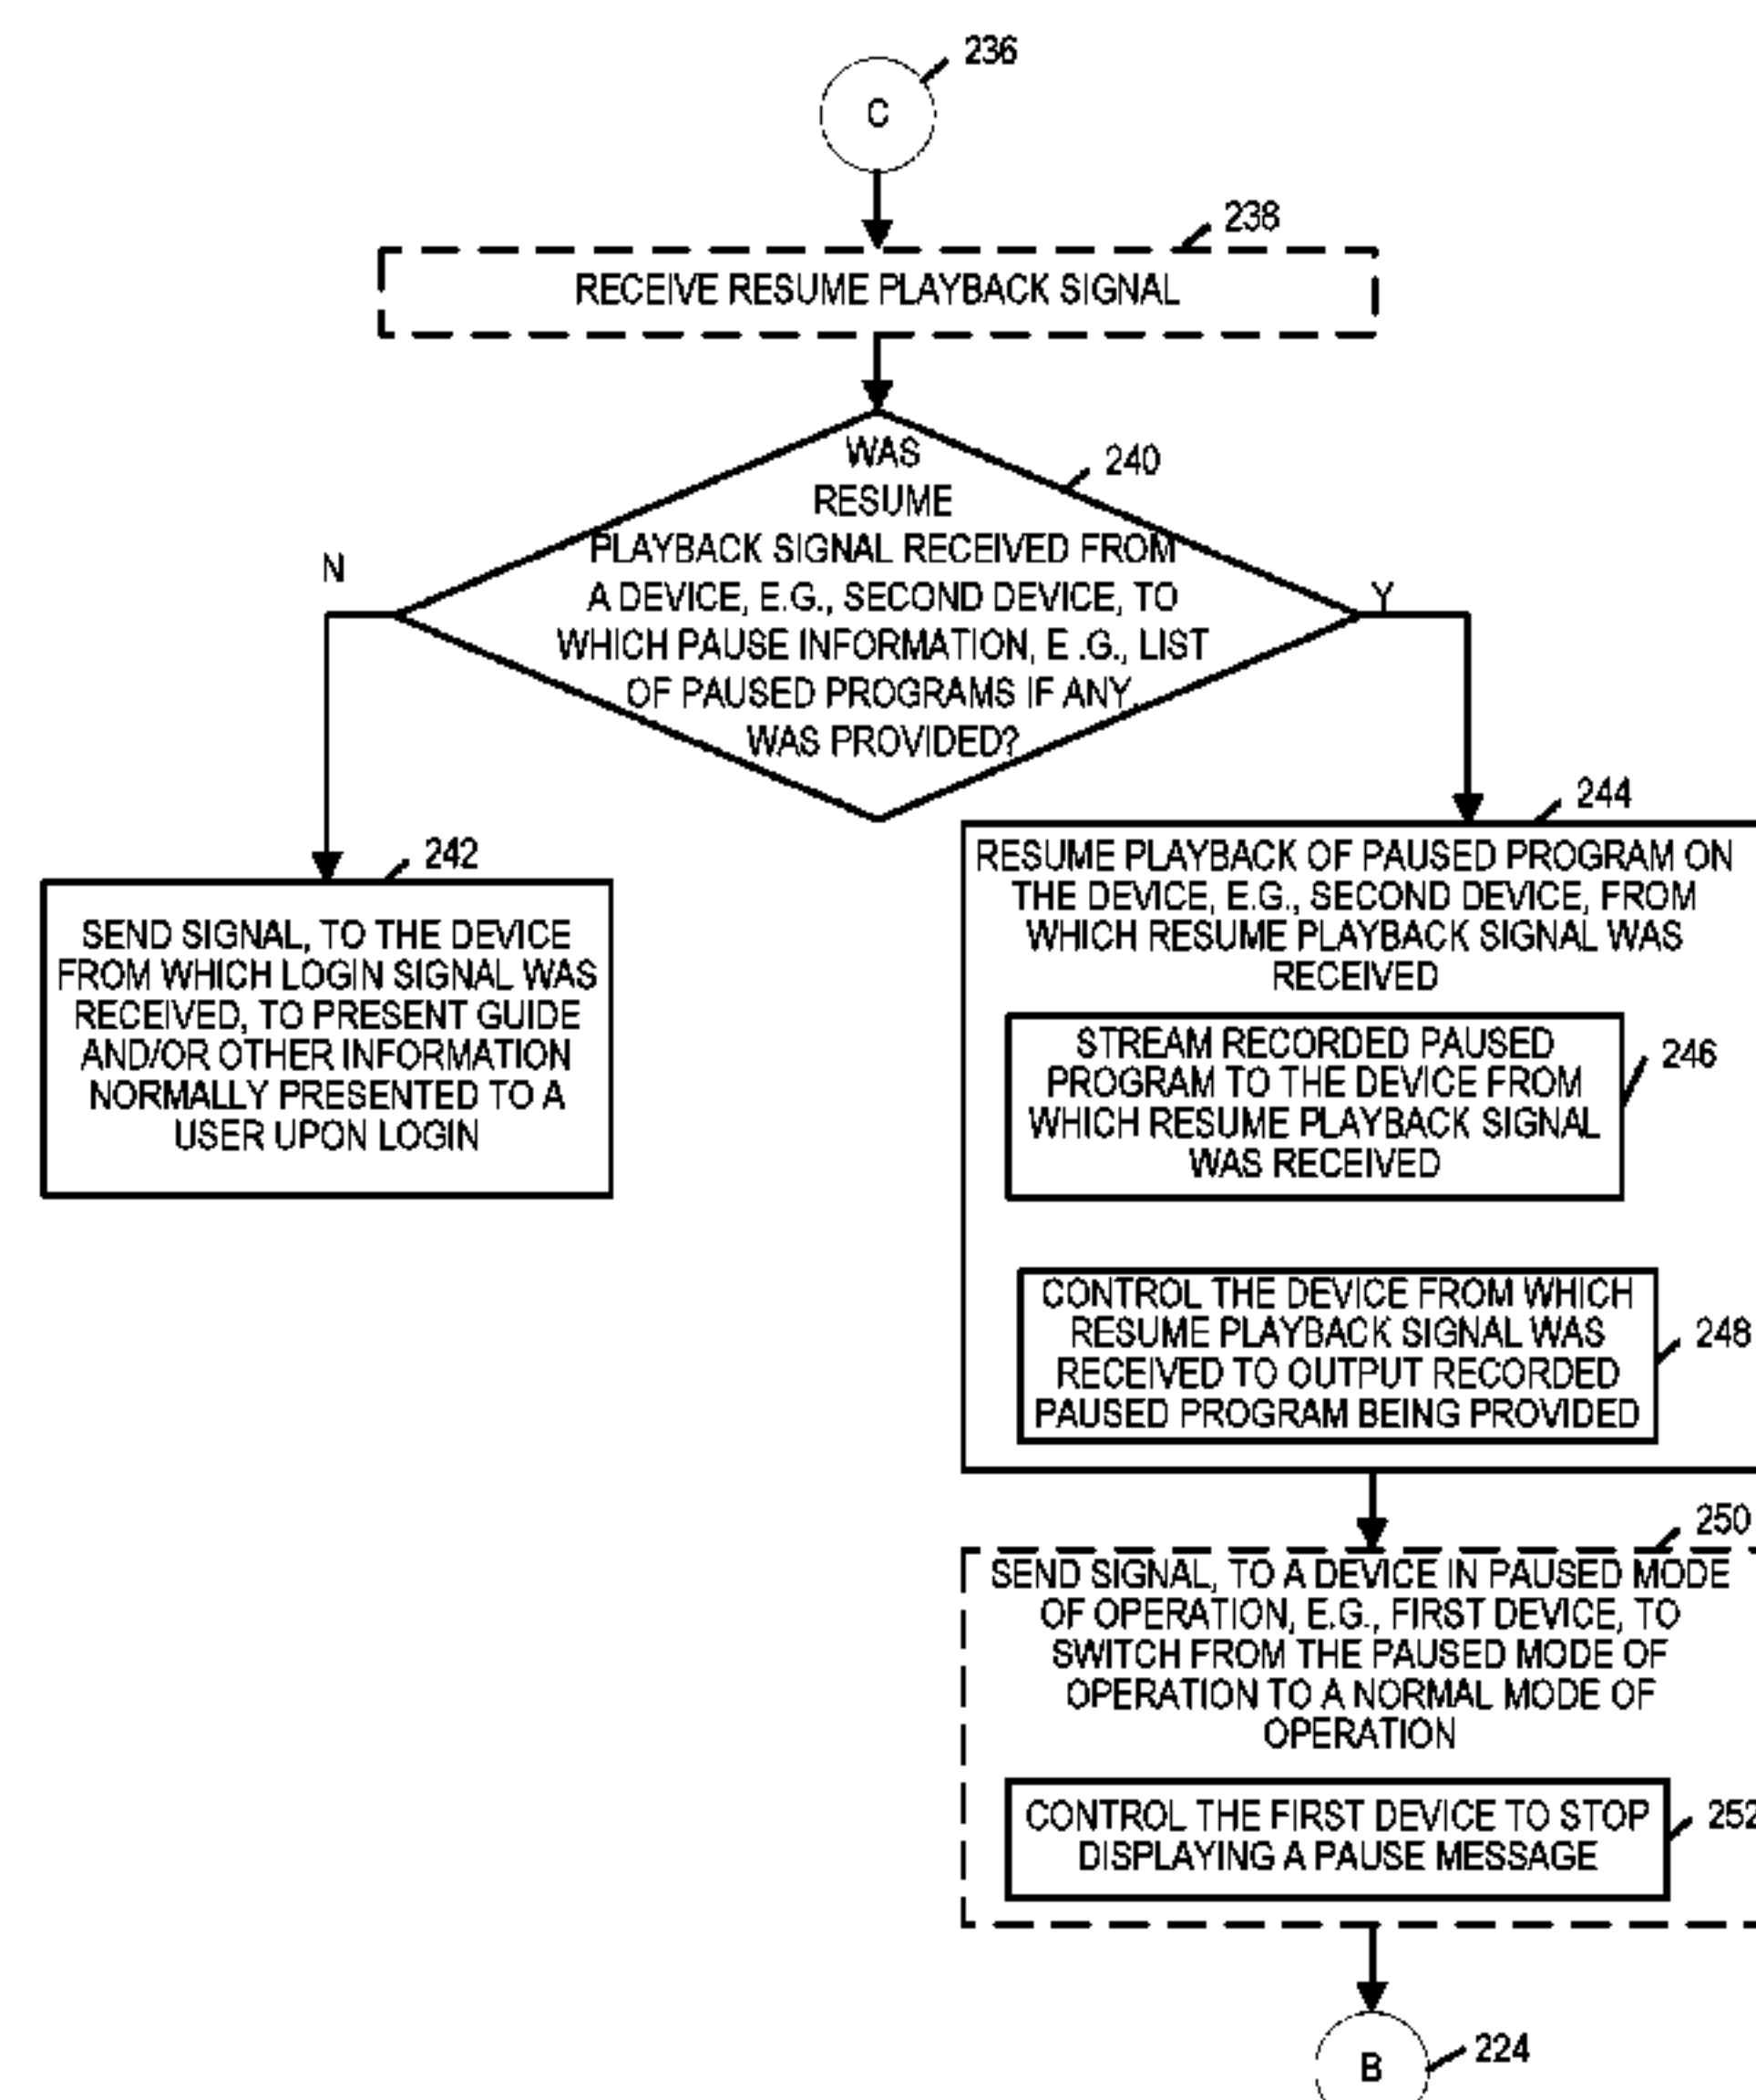 236
C
238
RECEIVE RESUME PLAYBACK SIGNAL
WAS
240
RESUME
N
PLAYBACK SIGNAL RECEIVED FROM
Y
A DEVICE, E.G., SECOND DEVICE, TO
WHICH PAUSE INFORMATION, E .G., LIST
OF PAUSED PROGRAMS IF ANY
WAS PROVIDED?
242
SEND SIGNAL, TO THE DEVICE
FROM WHICH LOGIN SIGNAL WAS
RECEIVED, TO PRESENT GUIDE
AND/OR OTHER INFORMATION
NORMALLY PRESENTED TO A
USER UPON LOGIN
244
RESUME PLAYBACK OF PAUSED PROGRAM ON
THE DEVICE, E.G., SECOND DEVICE, FROM
WHICH RESUME PLAYBACK SIGNAL WAS
RECEIVED
STREAM RECORDED PAUSED
PROGRAM TO THE DEVICE FROM
WHICH RESUME PLAYBACK SIGNAL
WAS RECEIVED
246
CONTROL THE DEVICE FROM WHICH
RESUME PLAYBACK SIGNAL WAS
RECEIVED TO OUTPUT RECORDED
PAUSED PROGRAM BEING PROVIDED
248
250
SEND SIGNAL, TO A DEVICE IN PAUSED MODE
OF OPERATION, E.G., FIRST DEVICE, TO
SWITCH FROM THE PAUSED MODE OF
OPERATION TO A NORMAL MODE OF
OPERATION
CONTROL THE FIRST DEVICE TO STOP
DISPLAYING A PAUSE MESSAGE
252
B
224